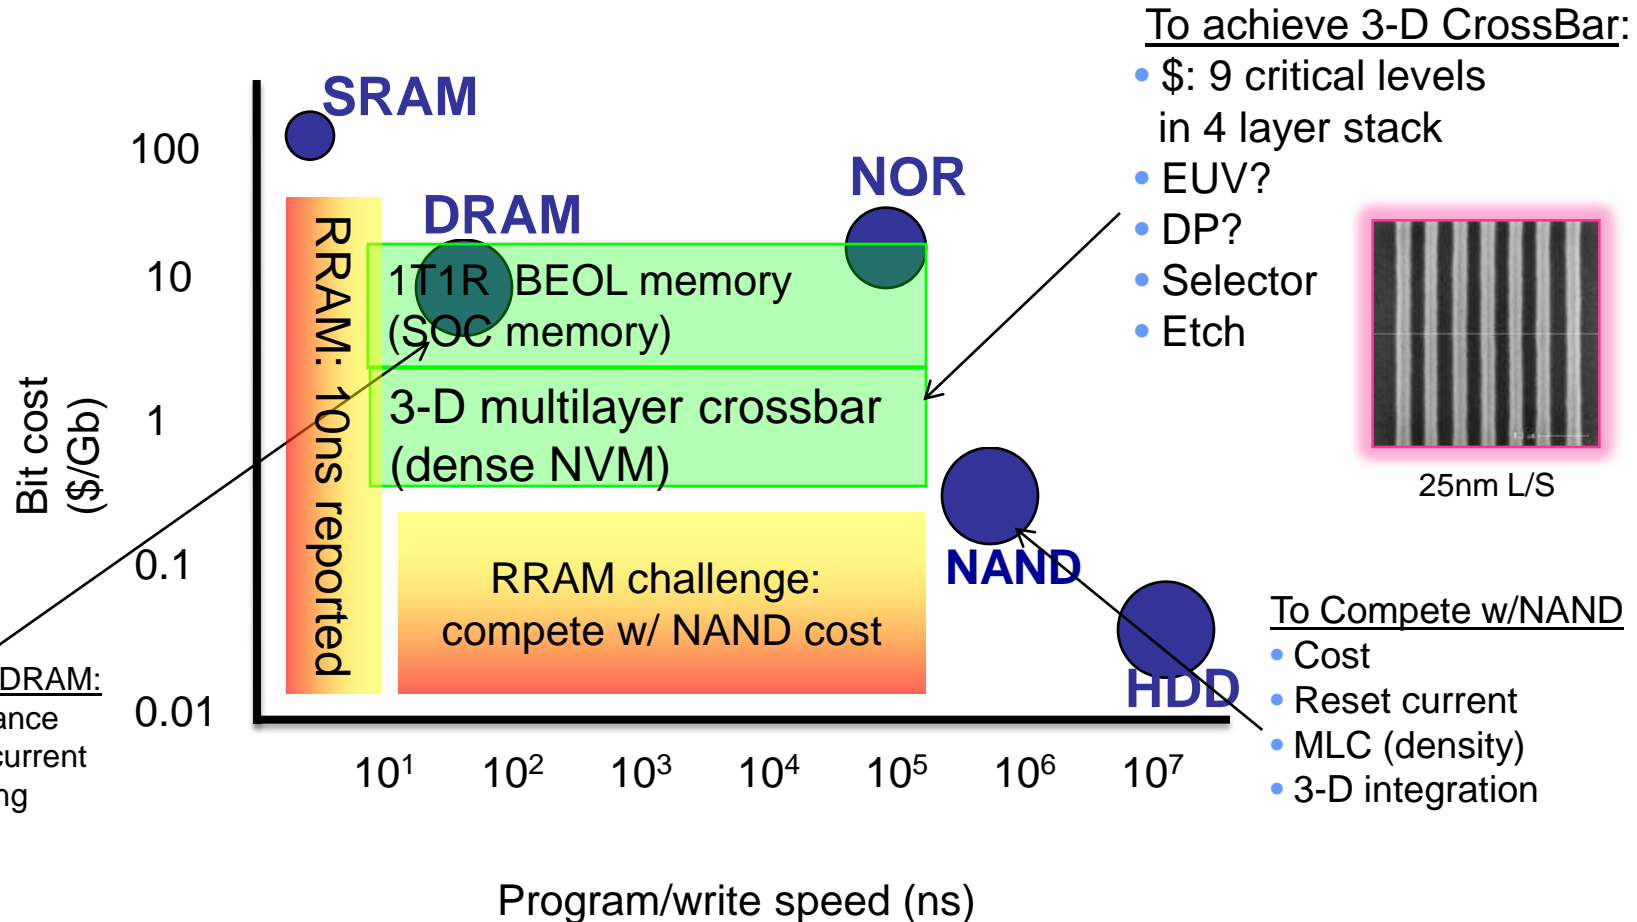 To achieve 3-D CrossBar:
• $: 9 critical levels
in 4 layer stack
• EUV?
• DP?
• Selector
• Etch
25nm L/S
SRAM
DRAM
NOR
NAND
HDD
1T1R BEOL memory
(SOC memory)
3-D multilayer crossbar
(dense NVM)
RRAM: 10ns reported
RRAM challenge:
compete w/ NAND cost
Bit cost
($/Gb)
100
10
1
0.1
0.01
10¹ 10² 10³ 10⁴ 10⁵ 10⁶ 10⁷
Program/write speed (ns)
To Compete w/NAND
• Cost
• Reset current
• MLC (density)
• 3-D integration
DRAM:
ance
current
ng